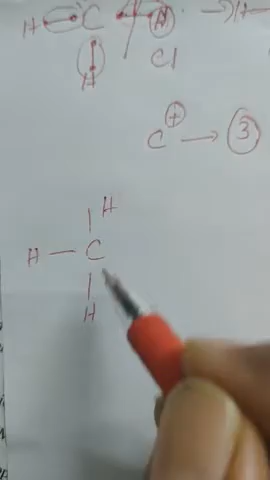 H C H → H
H Cl
C⊕ → ③
H
H — C
H